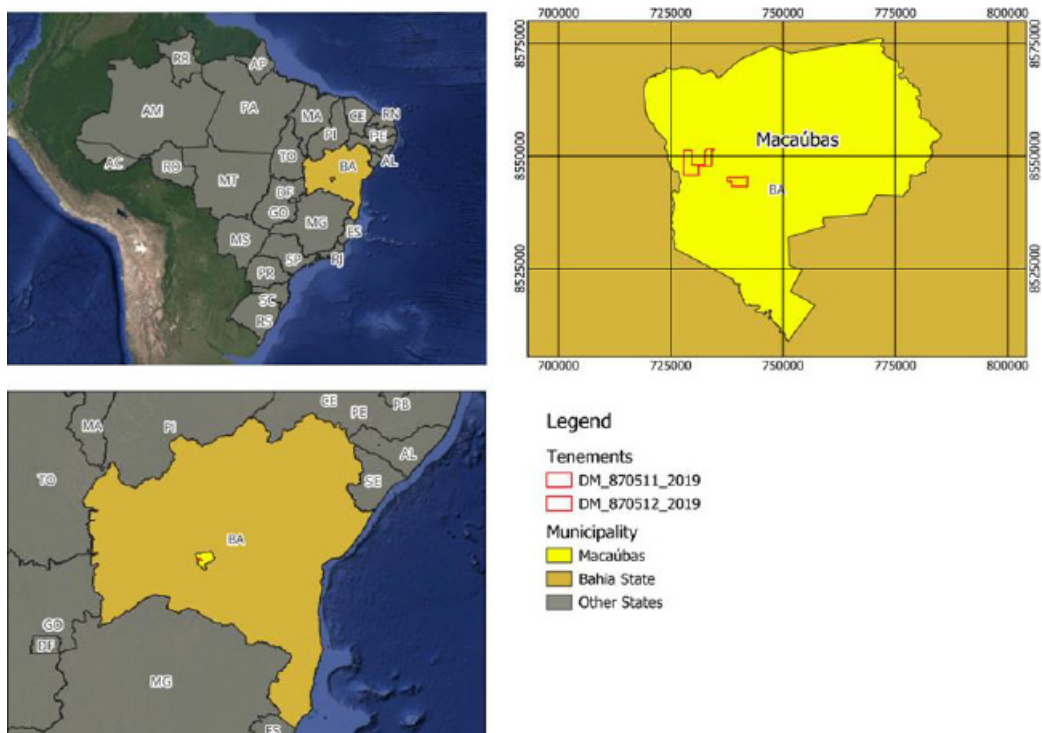 RR
AP
AM
PA
MA
CE
RN
PI
PE
AC
RO
TO
BA
AL
MT
DF
GO
MG
MS
ES
SP
RJ
PR
SC
RS
700000
725000
750000
775000
800000
8575000
8575000
Macaúbas
8550000
8550000
BA
8525000
8525000
700000
725000
750000
775000
800000
CE
PB
MA
PI
PE
AL
TO
SE
BA
GO
DF
MG
ES
Legend
Tenements
DM_870511_2019
DM_870512_2019
Municipality
Macaúbas
Bahia State
Other States